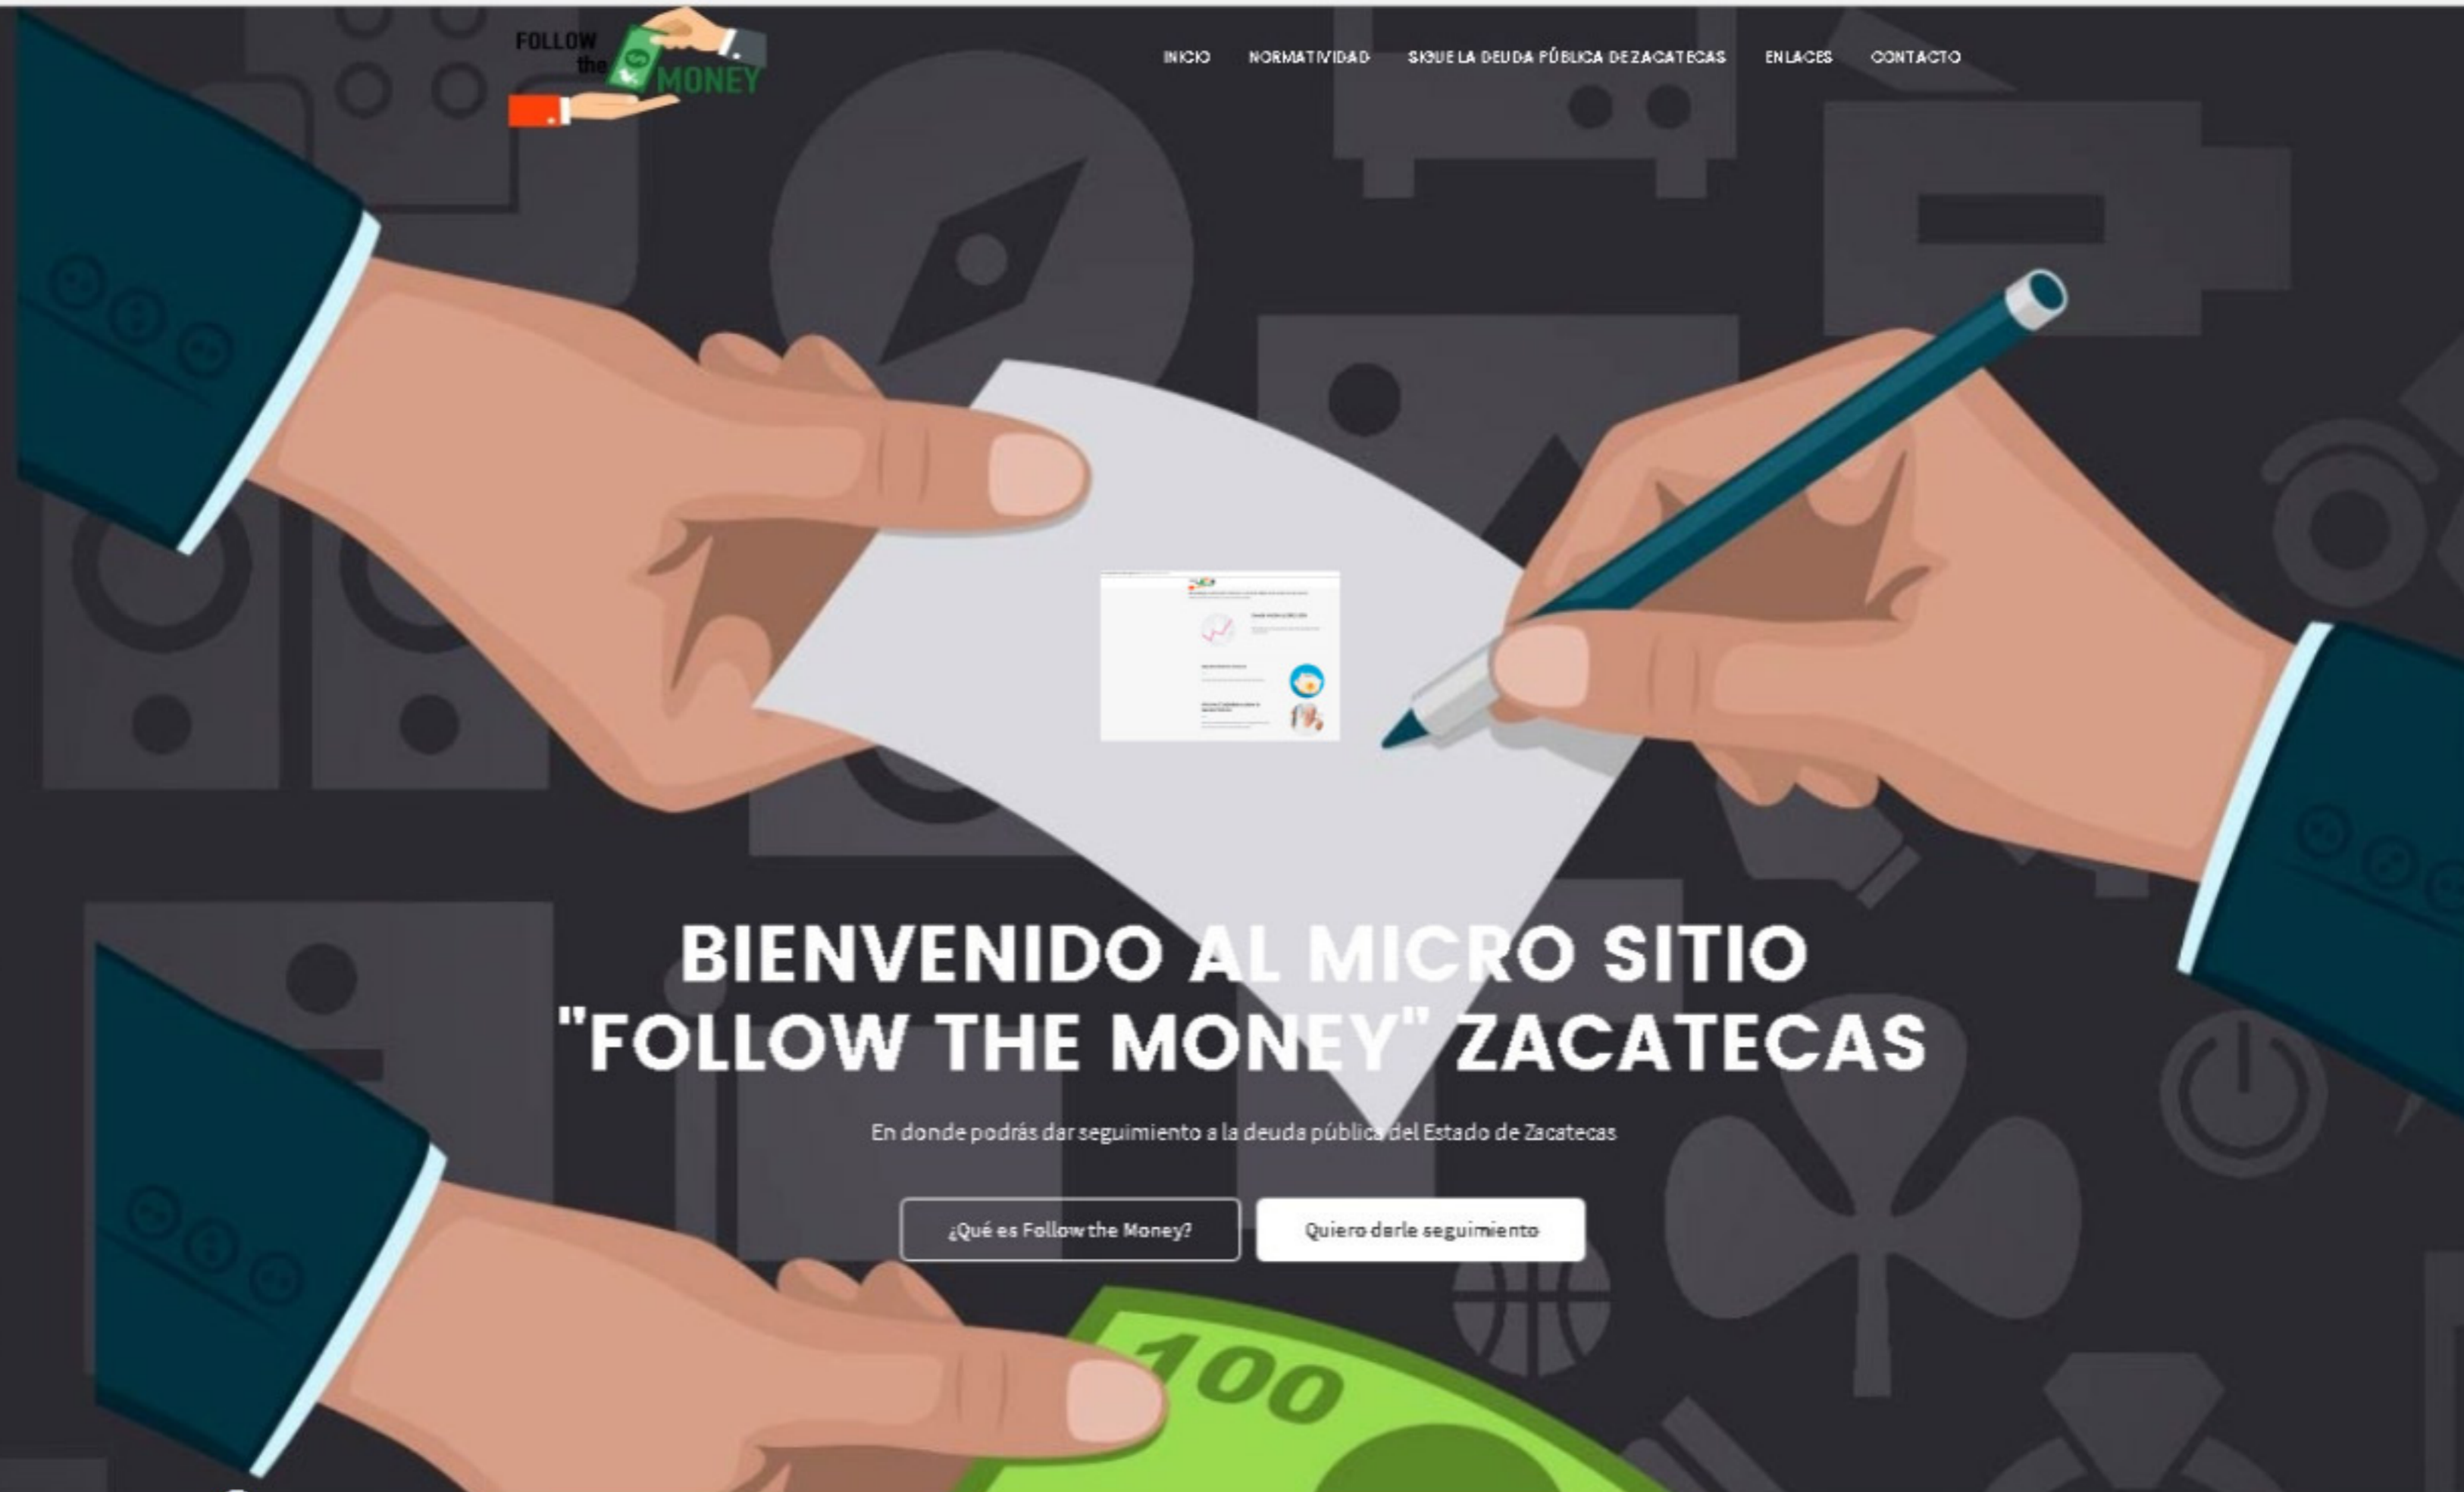 FOLLOW
the
MONEY
INICIO NORMATIVIDAD SIGUE LA DEUDA PÚBLICA DE ZACATECAS ENLACES CONTACTO
BIENVENIDO AL MICRO SITIO
"FOLLOW THE MONEY" ZACATECAS
En donde podrás dar seguimiento a la deuda pública del Estado de Zacatecas
¿Qué es Follow the Money? Quiero darle seguimiento
100